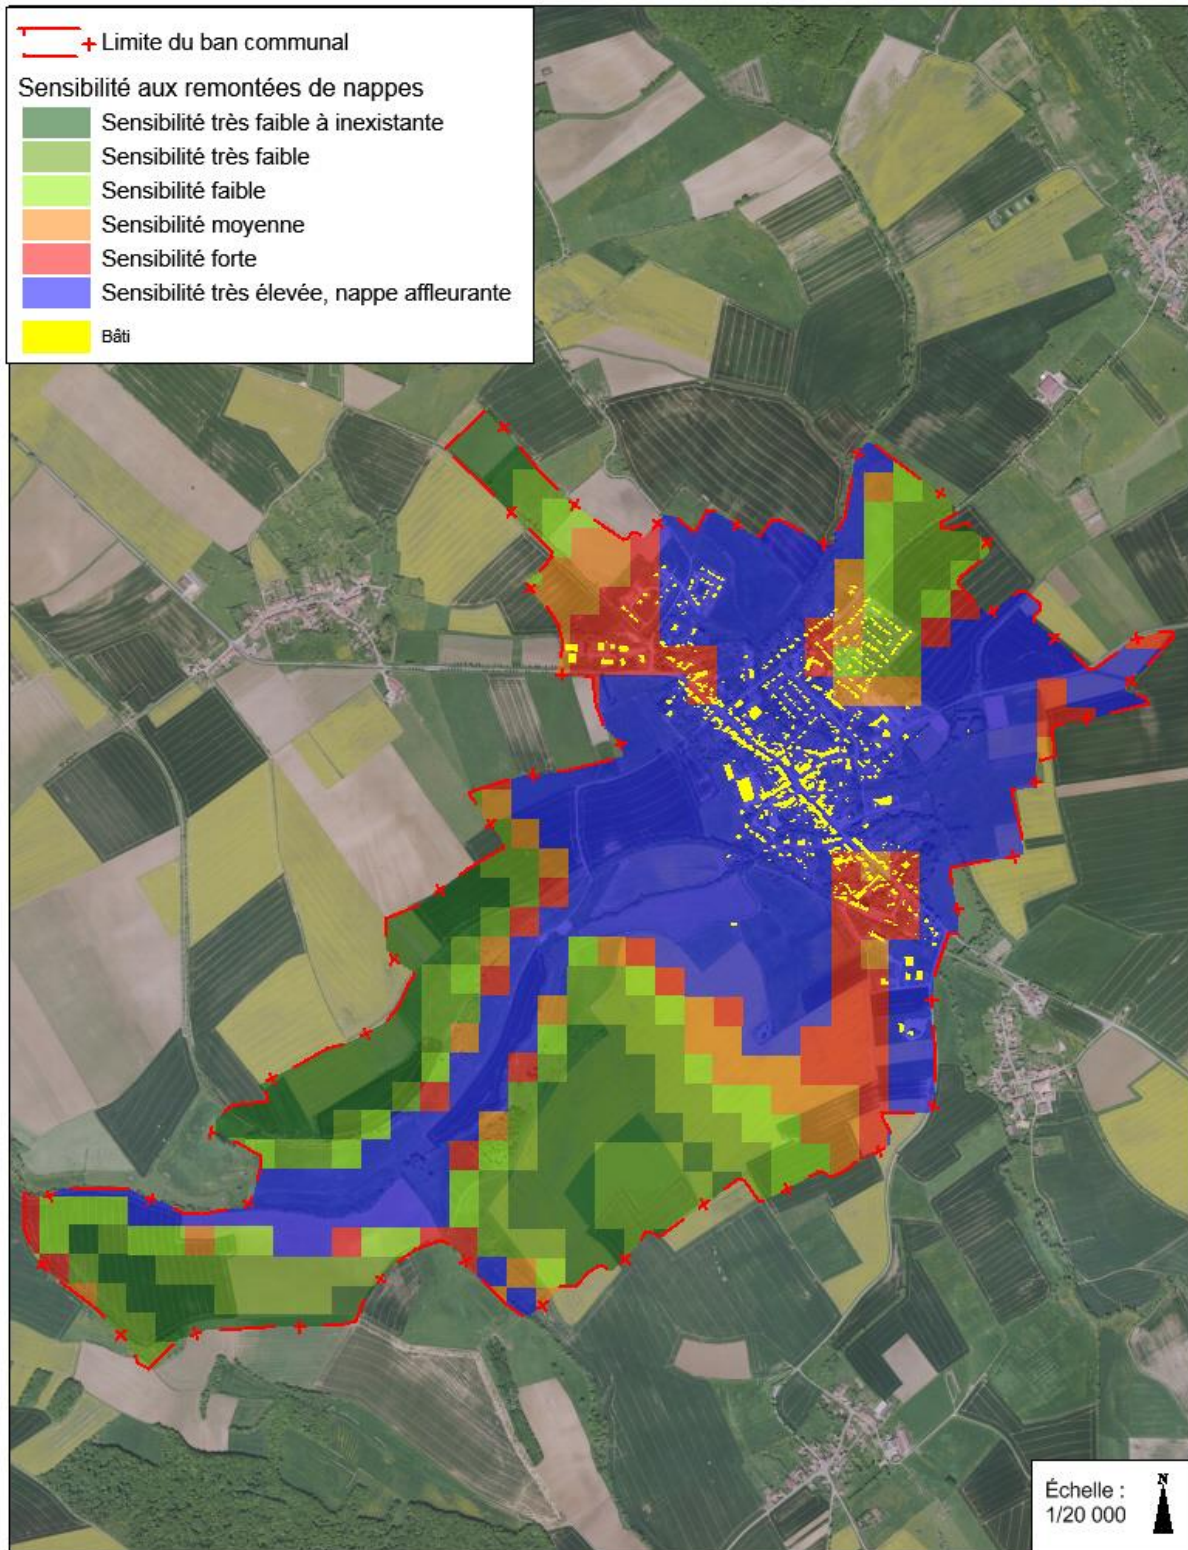 Limite du ban communal
Sensibilité aux remontées de nappes
Sensibilité très faible à inexistante
Sensibilité très faible
Sensibilité faible
Sensibilité moyenne
Sensibilité forte
Sensibilité très élevée, nappe affleurante
Bâti
Échelle :
1/20 000
N